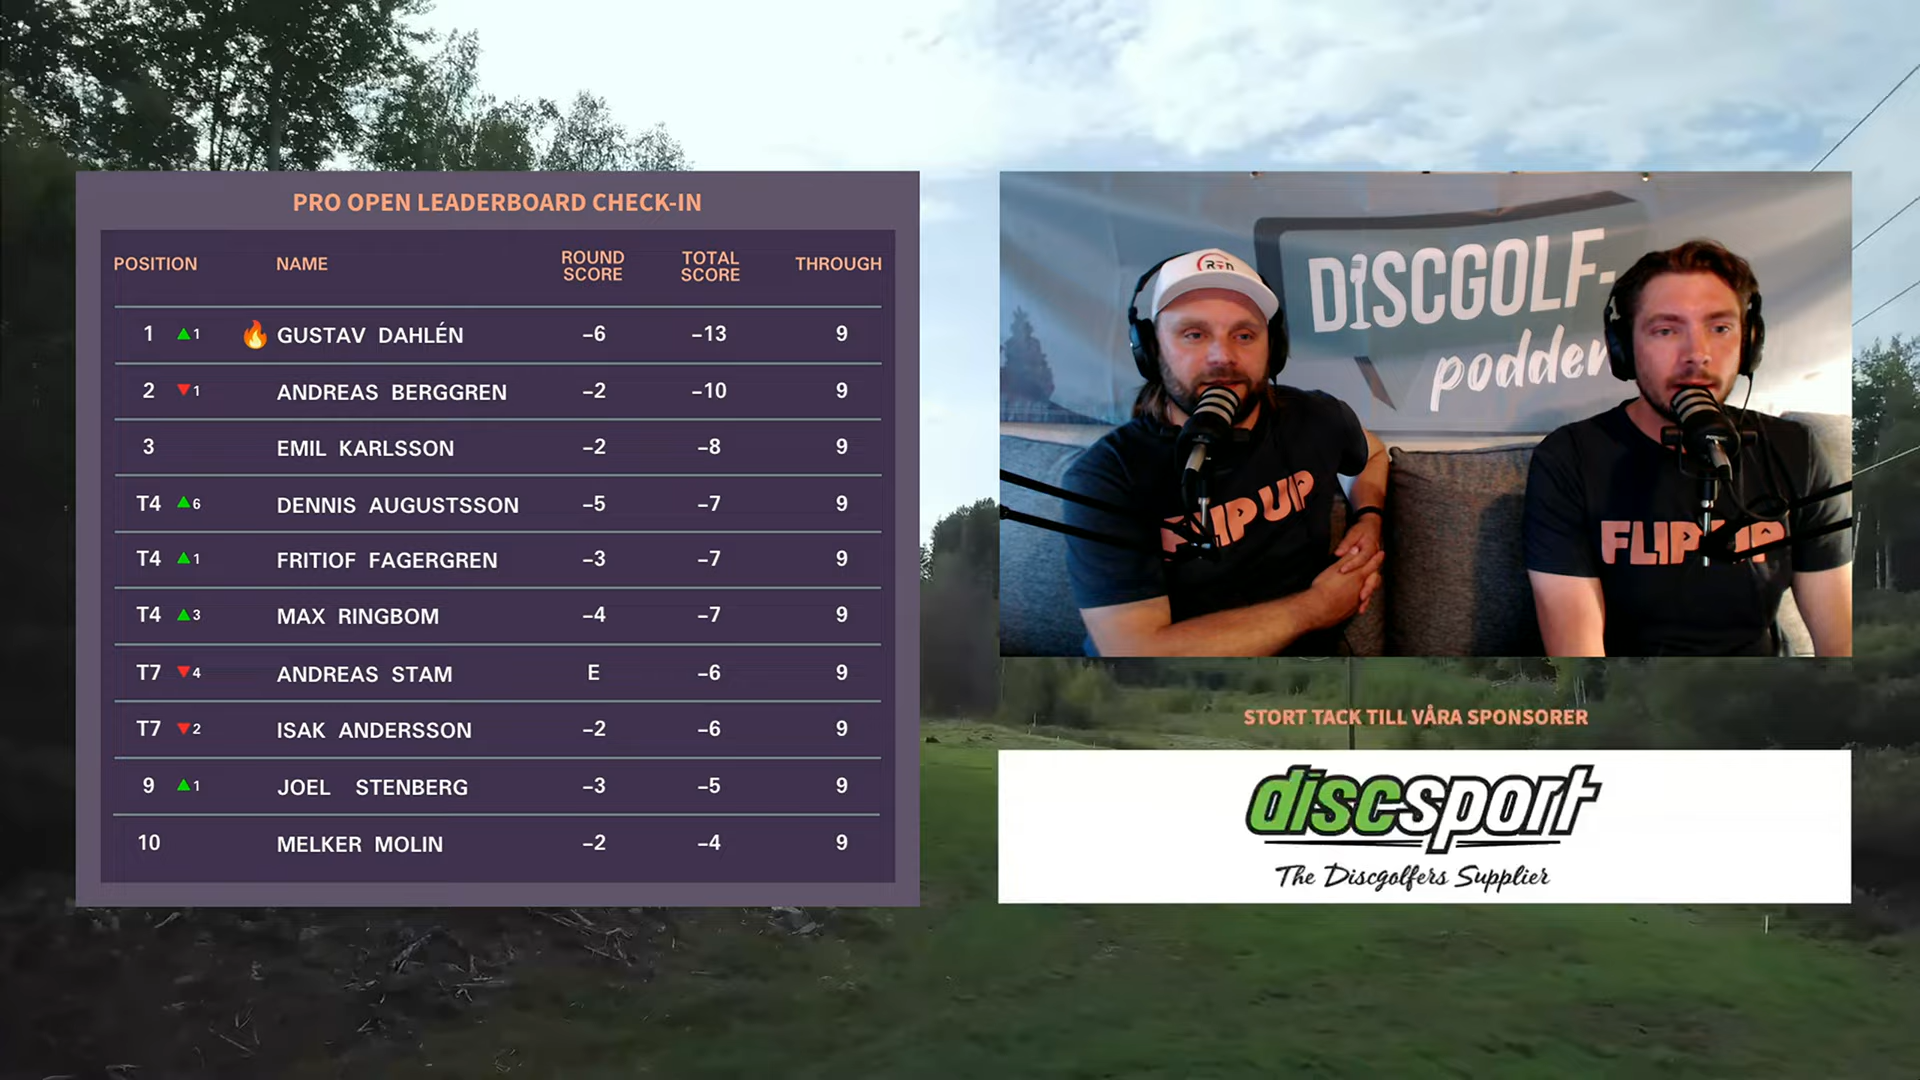 PRO OPEN LEADERBOARD CHECK-IN
POSITION NAME ROUND SCORE TOTAL SCORE THROUGH
1 ▲1 🔥 GUSTAV DAHLÉN −6 −13 9
2 ▼1 ANDREAS BERGGREN −2 −10 9
3 EMIL KARLSSON −2 −8 9
T4 ▲6 DENNIS AUGUSTSSON −5 −7 9
T4 ▲1 FRITIOF FAGERGREN −3 −7 9
T4 ▲3 MAX RINGBOM −4 −7 9
T7 ▼4 ANDREAS STAM E −6 9
T7 ▼2 ISAK ANDERSSON −2 −6 9
9 ▲1 JOEL STENBERG −3 −5 9
10 MELKER MOLIN −2 −4 9
DISCGOLF-
podden
FLIP UP
FLIP UP
STORT TACK TILL VÅRA SPONSORER
discsport
The Discgolfers Supplier